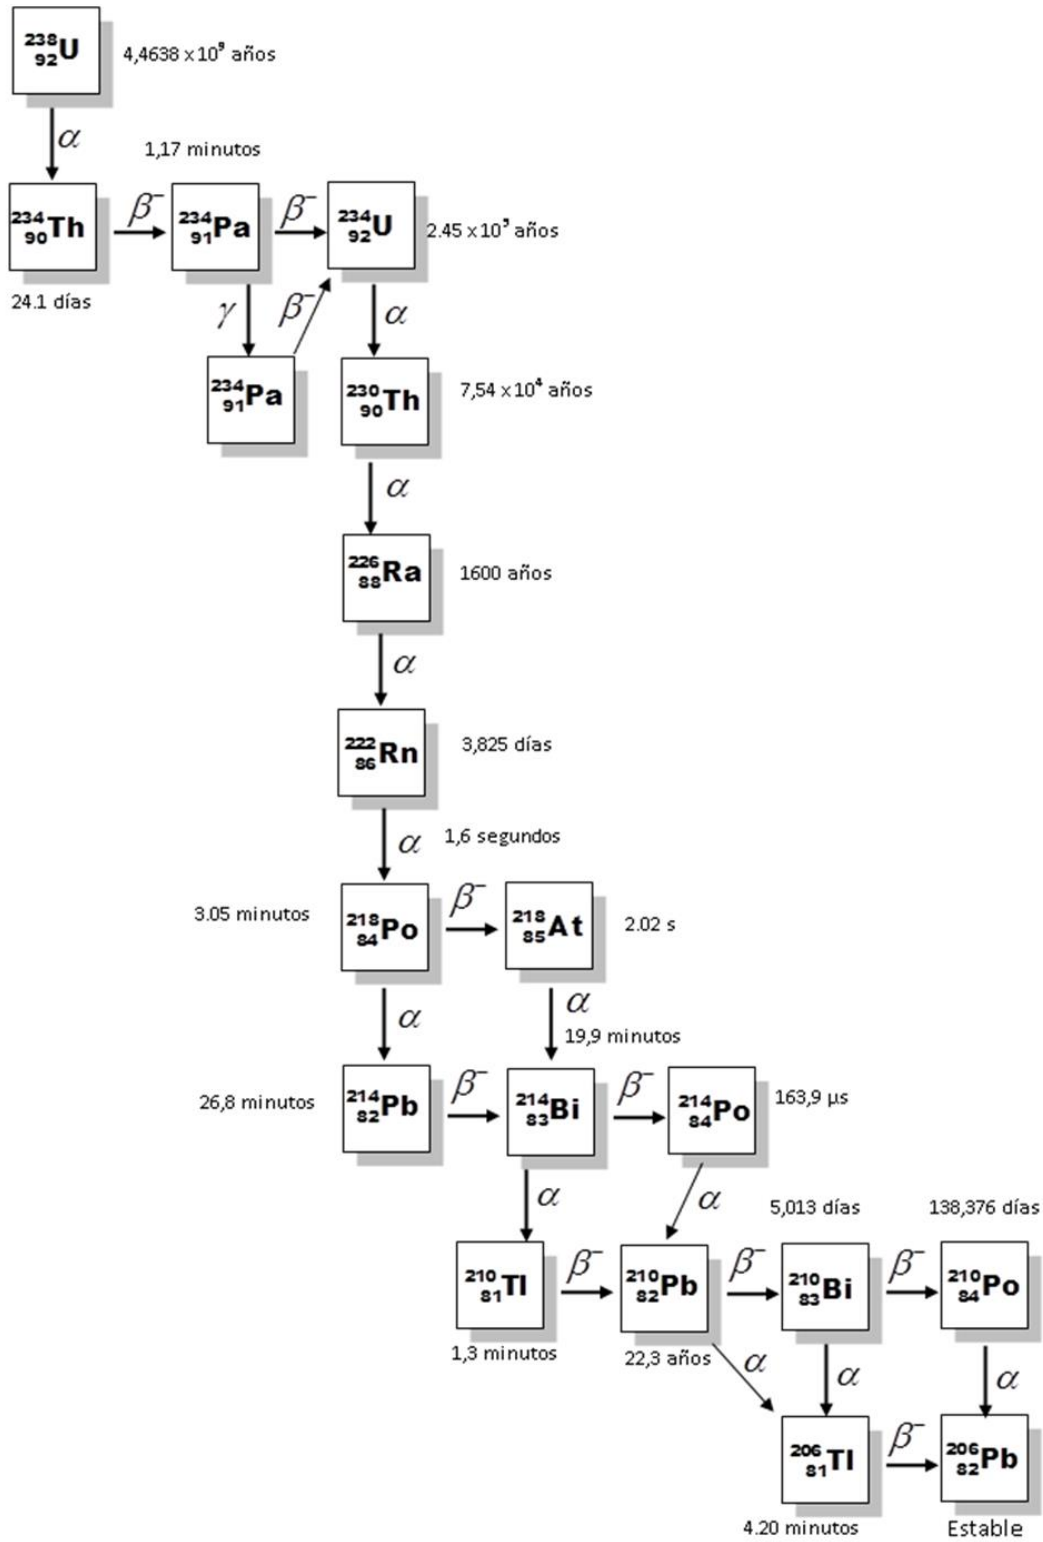 238
92 U
4,4638 x 10⁹ años
α
1,17 minutos
234
90 Th
β⁻
234
91 Pa
β⁻
234
92 U
2.45 x 10⁵ años
24.1 días
γ
β⁻
α
234
91 Pa
230
90 Th
7,54 x 10⁴ años
α
226
88 Ra
1600 años
α
222
86 Rn
3,825 días
α
1,6 segundos
3.05 minutos
218
84 Po
β⁻
218
85 At
2.02 s
α
α
19,9 minutos
26,8 minutos
214
82 Pb
β⁻
214
83 Bi
β⁻
214
84 Po
163,9 µs
α
α
5,013 días
138,376 días
210
81 Tl
β⁻
210
82 Pb
β⁻
210
83 Bi
β⁻
210
84 Po
1,3 minutos
22,3 años
α
α
α
206
81 Tl
β⁻
206
82 Pb
4.20 minutos
Estable